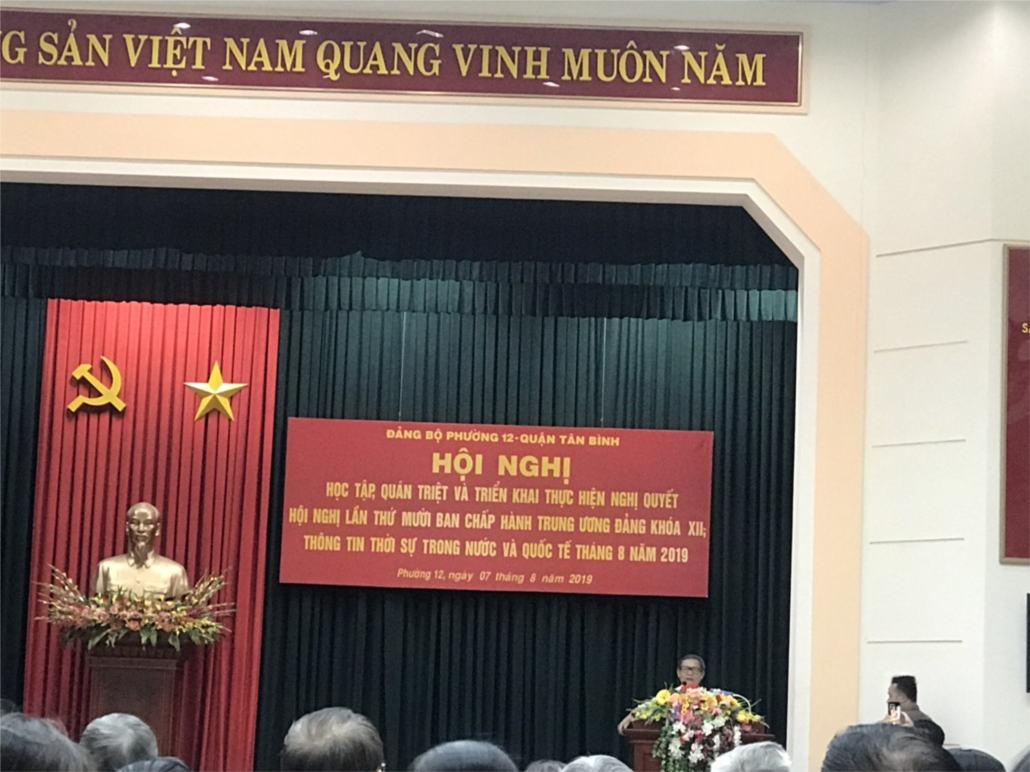 NG SẢN VIỆT NAM QUANG VINH MUÔN NĂM
ĐẢNG BỘ PHƯỜNG 12-QUẬN TÂN BÌNH
HỘI NGHỊ
HỌC TẬP, QUÁN TRIỆT VÀ TRIỂN KHAI THỰC HIỆN NGHỊ QUYẾT
HỘI NGHỊ LẦN THỨ MƯỜI BAN CHẤP HÀNH TRUNG ƯƠNG ĐẢNG KHÓA XII;
THÔNG TIN THỜI SỰ TRONG NƯỚC VÀ QUỐC TẾ THÁNG 8 NĂM 2019
Phường 12, ngày 07 tháng 8 năm 2019